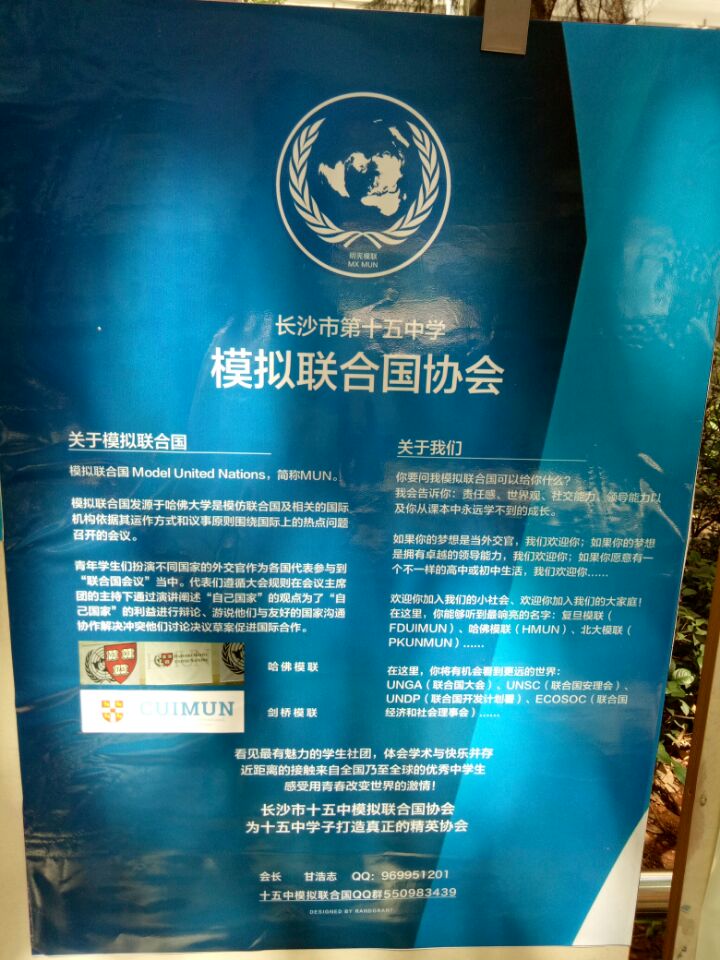 明宪模联
MX MUN
长沙市第十五中学
模拟联合国协会
关于模拟联合国
模拟联合国 Model United Nations，简称MUN。
模拟联合国发源于哈佛大学是模仿联合国及相关的国际
机构依据其运作方式和议事原则围绕国际上的热点问题
召开的会议。
青年学生们扮演不同国家的外交官作为各国代表参与到
“联合国会议”当中。代表们遵循大会规则在会议主席
团的主持下通过演讲阐述“自己国家”的观点为了“自
己国家”的利益进行辩论、游说他们与友好的国家沟通
协作解决冲突他们讨论决议草案促进国际合作。
哈佛模联
CUIMUN
剑桥模联
关于我们
你要问我模拟联合国可以给你什么？
我会告诉你：责任感、世界观、社交能力、领导能力以
及你从课本中永远学不到的成长。
如果你的梦想是当外交官，我们欢迎你；如果你的梦想
是拥有卓越的领导能力，我们欢迎你；如果你愿意有一
个不一样的高中或初中生活，我们欢迎你……
欢迎你加入我们的小社会、欢迎你加入我们的大家庭！
在这里，你能够听到最响亮的名字：复旦模联（
FDUIMUN）、哈佛模联（HMUN）、北大模联（
PKUNMUN）……
在这里，你将有机会看到更远的世界：
UNGA（联合国大会）、UNSC（联合国安理会）、
UNDP（联合国开发计划署）、ECOSOC（联合国
经济和社会理事会）……
看见最有魅力的学生社团，体会学术与快乐并存
近距离的接触来自全国乃至全球的优秀中学生
感受用青春改变世界的激情！
长沙市十五中模拟联合国协会
为十五中学子打造真正的精英协会
会长 甘浩志 QQ：969951201
十五中模拟联合国QQ群550983439
DESIGNED BY